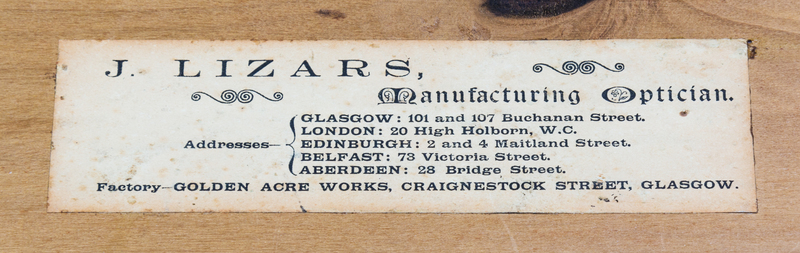 J. LIZARS,
Manufacturing Optician.
Addresses—
GLASGOW: 101 and 107 Buchanan Street.
LONDON: 20 High Holborn, W.C.
EDINBURGH: 2 and 4 Maitland Street.
BELFAST: 73 Victoria Street.
ABERDEEN: 28 Bridge Street.
Factory—GOLDEN ACRE WORKS, CRAIGNESTOCK STREET, GLASGOW.